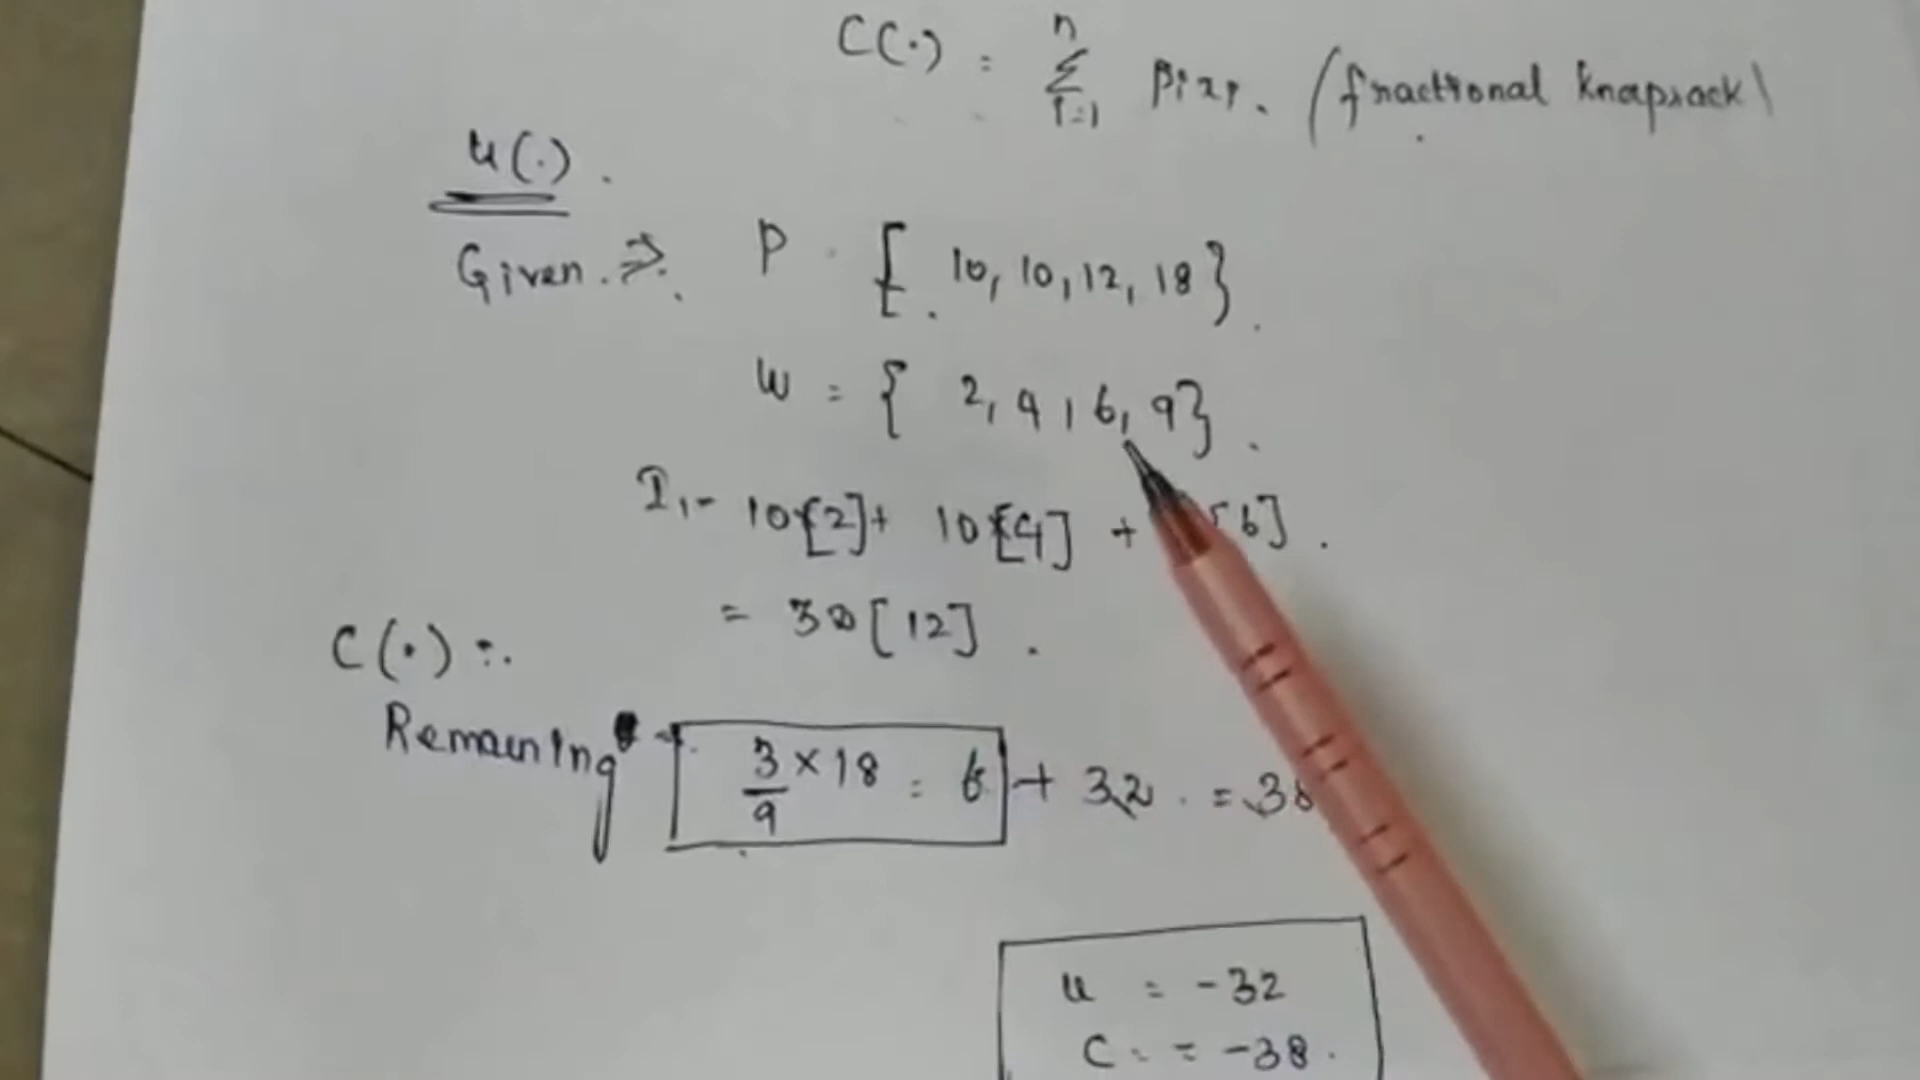 C(·) = n Σ i=1 Pixi. (fractional knapsack)
u(·).
Given. ⇒. P { 10, 10, 12, 18 }
W = { 2, 4, 6, 9 }
I1 - 10[2] + 10[4] + [6].
= [12].
C(·) :.
Remaining → 3/9 × 18 = 6 + 32 = 38
u = -32
C = -38.